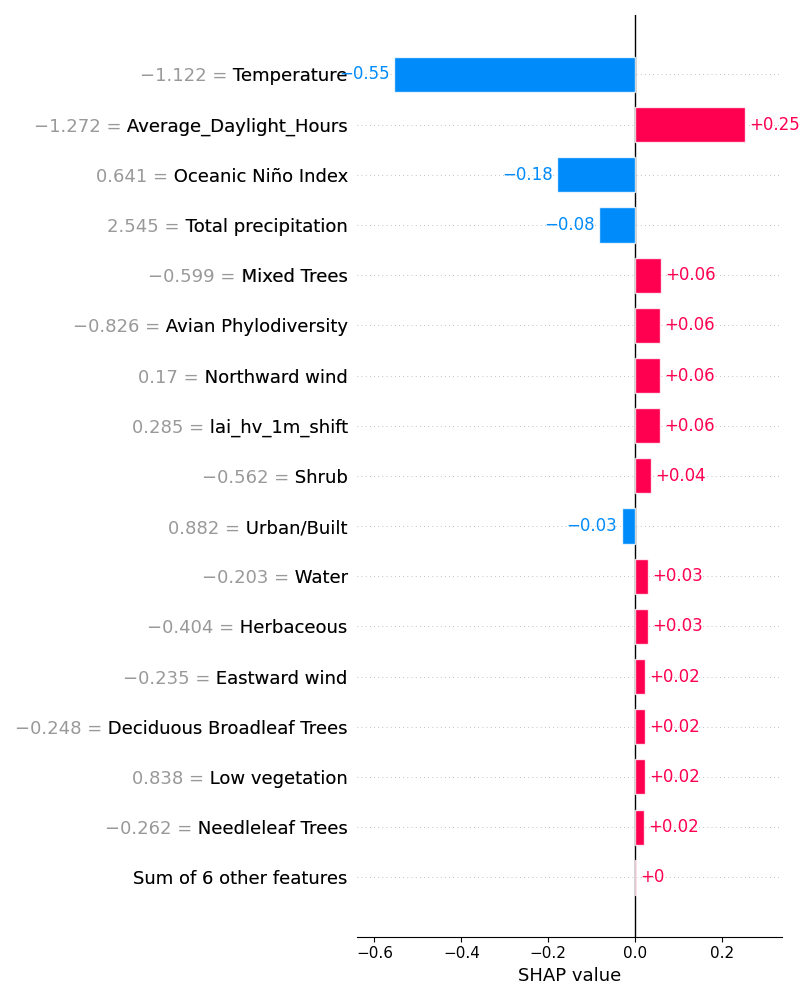 −1.122 = Temperature −0.55
−1.272 = Average_Daylight_Hours +0.25
0.641 = Oceanic Niño Index −0.18
2.545 = Total precipitation −0.08
−0.599 = Mixed Trees +0.06
−0.826 = Avian Phylodiversity +0.06
0.17 = Northward wind +0.06
0.285 = lai_hv_1m_shift +0.06
−0.562 = Shrub +0.04
0.882 = Urban/Built −0.03
−0.203 = Water +0.03
−0.404 = Herbaceous +0.03
−0.235 = Eastward wind +0.02
−0.248 = Deciduous Broadleaf Trees +0.02
0.838 = Low vegetation +0.02
−0.262 = Needleleaf Trees +0.02
Sum of 6 other features +0
−0.6 −0.4 −0.2 0.0 0.2
SHAP value